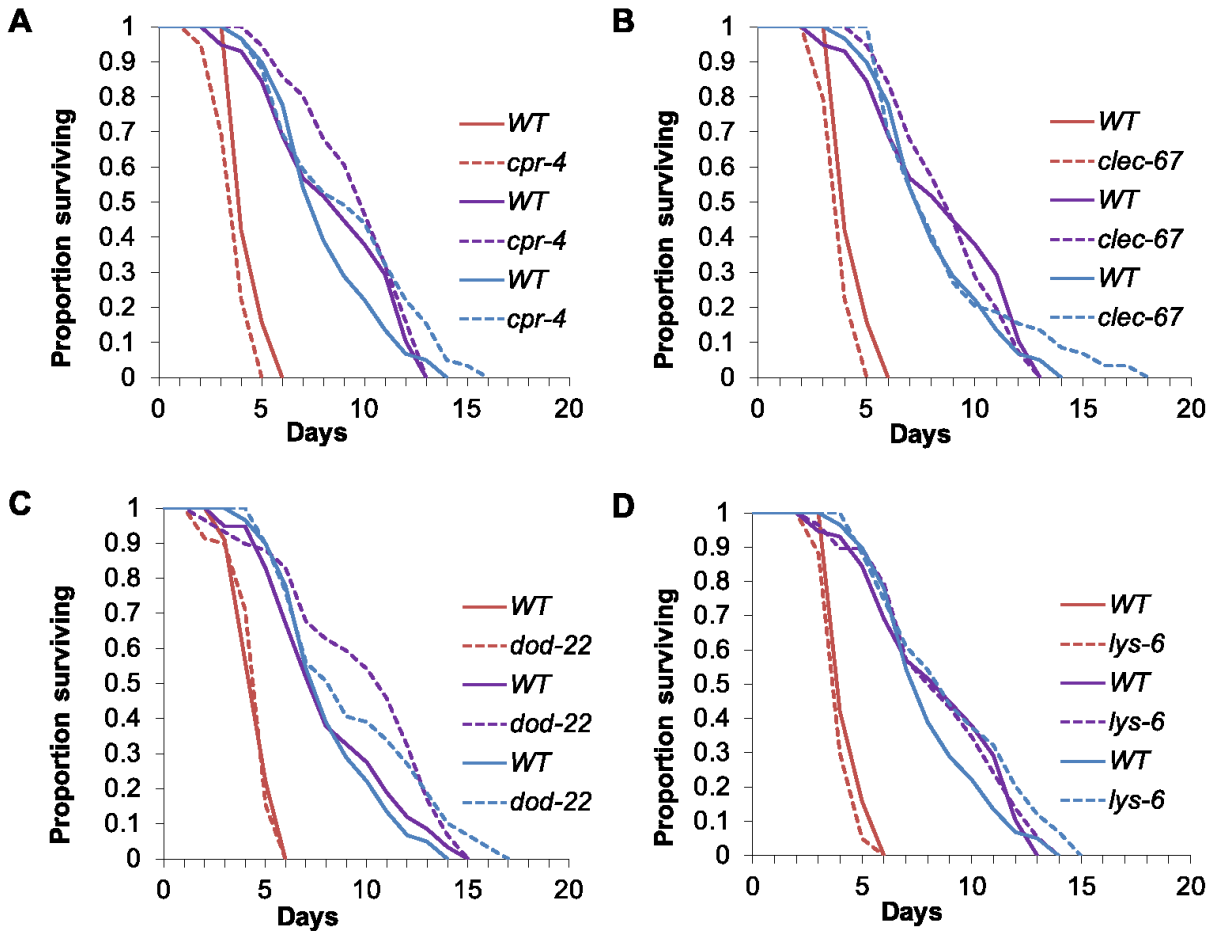 A
Proportion surviving
1
0.9
0.8
0.7
0.6
0.5
0.4
0.3
0.2
0.1
0
0 5 10 15 20
Days
WT
cpr-4
WT
cpr-4
WT
cpr-4
B
Proportion surviving
1
0.9
0.8
0.7
0.6
0.5
0.4
0.3
0.2
0.1
0
0 5 10 15 20
Days
WT
clec-67
WT
clec-67
WT
clec-67
C
Proportion surviving
1
0.9
0.8
0.7
0.6
0.5
0.4
0.3
0.2
0.1
0
0 5 10 15 20
Days
WT
dod-22
WT
dod-22
WT
dod-22
D
Proportion surviving
1
0.9
0.8
0.7
0.6
0.5
0.4
0.3
0.2
0.1
0
0 5 10 15 20
Days
WT
lys-6
WT
lys-6
WT
lys-6